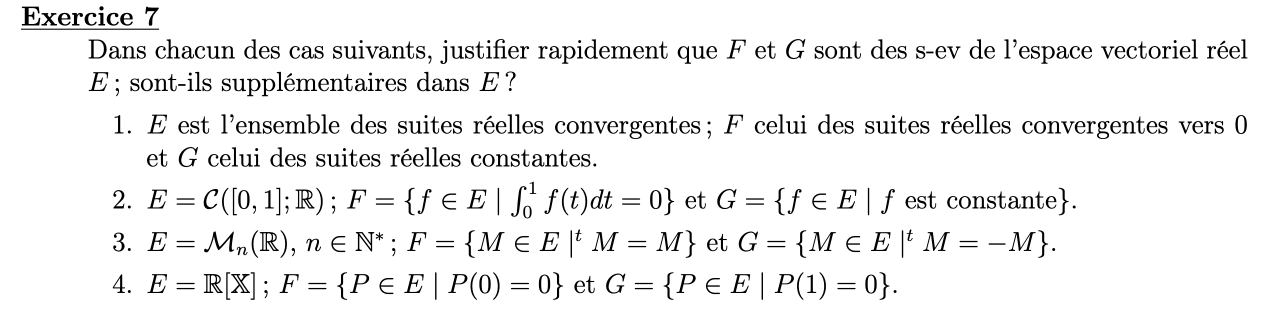 Exercice 7
Dans chacun des cas suivants, justifier rapidement que F et G sont des s-ev de l'espace vectoriel réel
E ; sont-ils supplémentaires dans E ?
1. E est l'ensemble des suites réelles convergentes ; F celui des suites réelles convergentes vers 0
et G celui des suites réelles constantes.
2. E = 𝒞([0, 1]; ℝ) ; F = {f ∈ E | ∫₀¹ f(t)dt = 0} et G = {f ∈ E | f est constante}.
3. E = ℳₙ(ℝ), n ∈ ℕ* ; F = {M ∈ E |ᵗ M = M} et G = {M ∈ E |ᵗ M = −M}.
4. E = ℝ[𝕏] ; F = {P ∈ E | P(0) = 0} et G = {P ∈ E | P(1) = 0}.